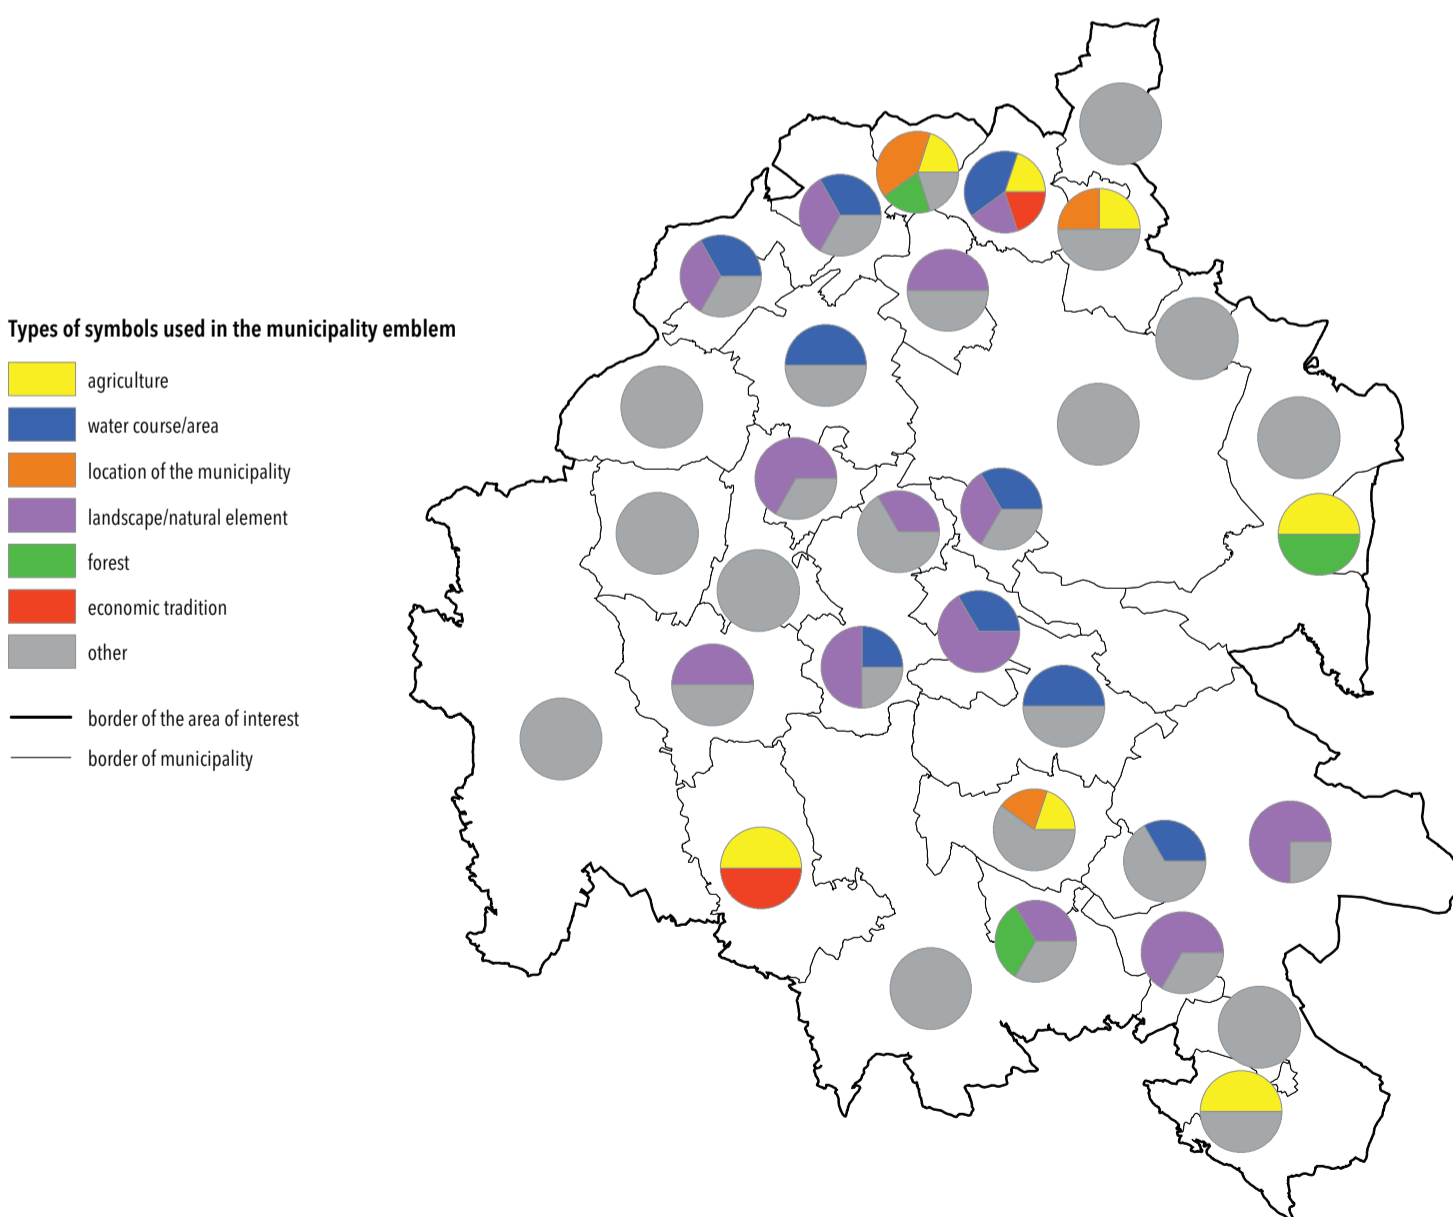 Types of symbols used in the municipality emblem
agriculture
water course/area
location of the municipality
landscape/natural element
forest
economic tradition
other
border of the area of interest
border of municipality